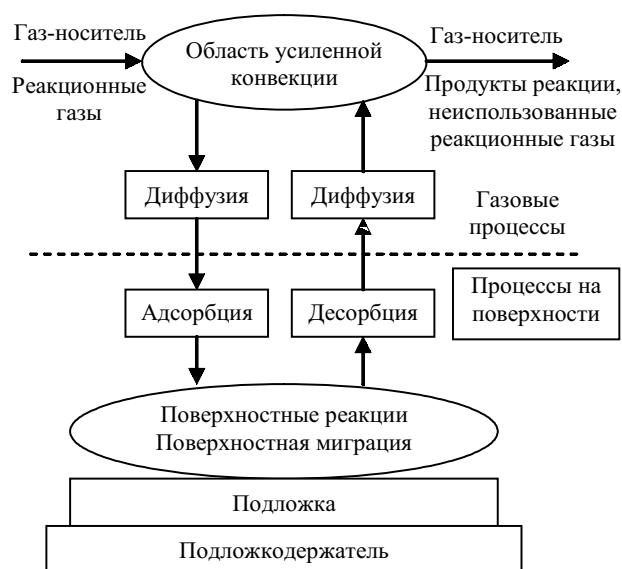 Газ-носитель
Реакционные
газы
Область усиленной
конвекции
Газ-носитель
Продукты реакции,
неиспользованные
реакционные газы
Диффузия
Диффузия
Газовые
процессы
Адсорбция
Десорбция
Процессы на
поверхности
Поверхностные реакции
Поверхностная миграция
Подложка
Подложкодержатель